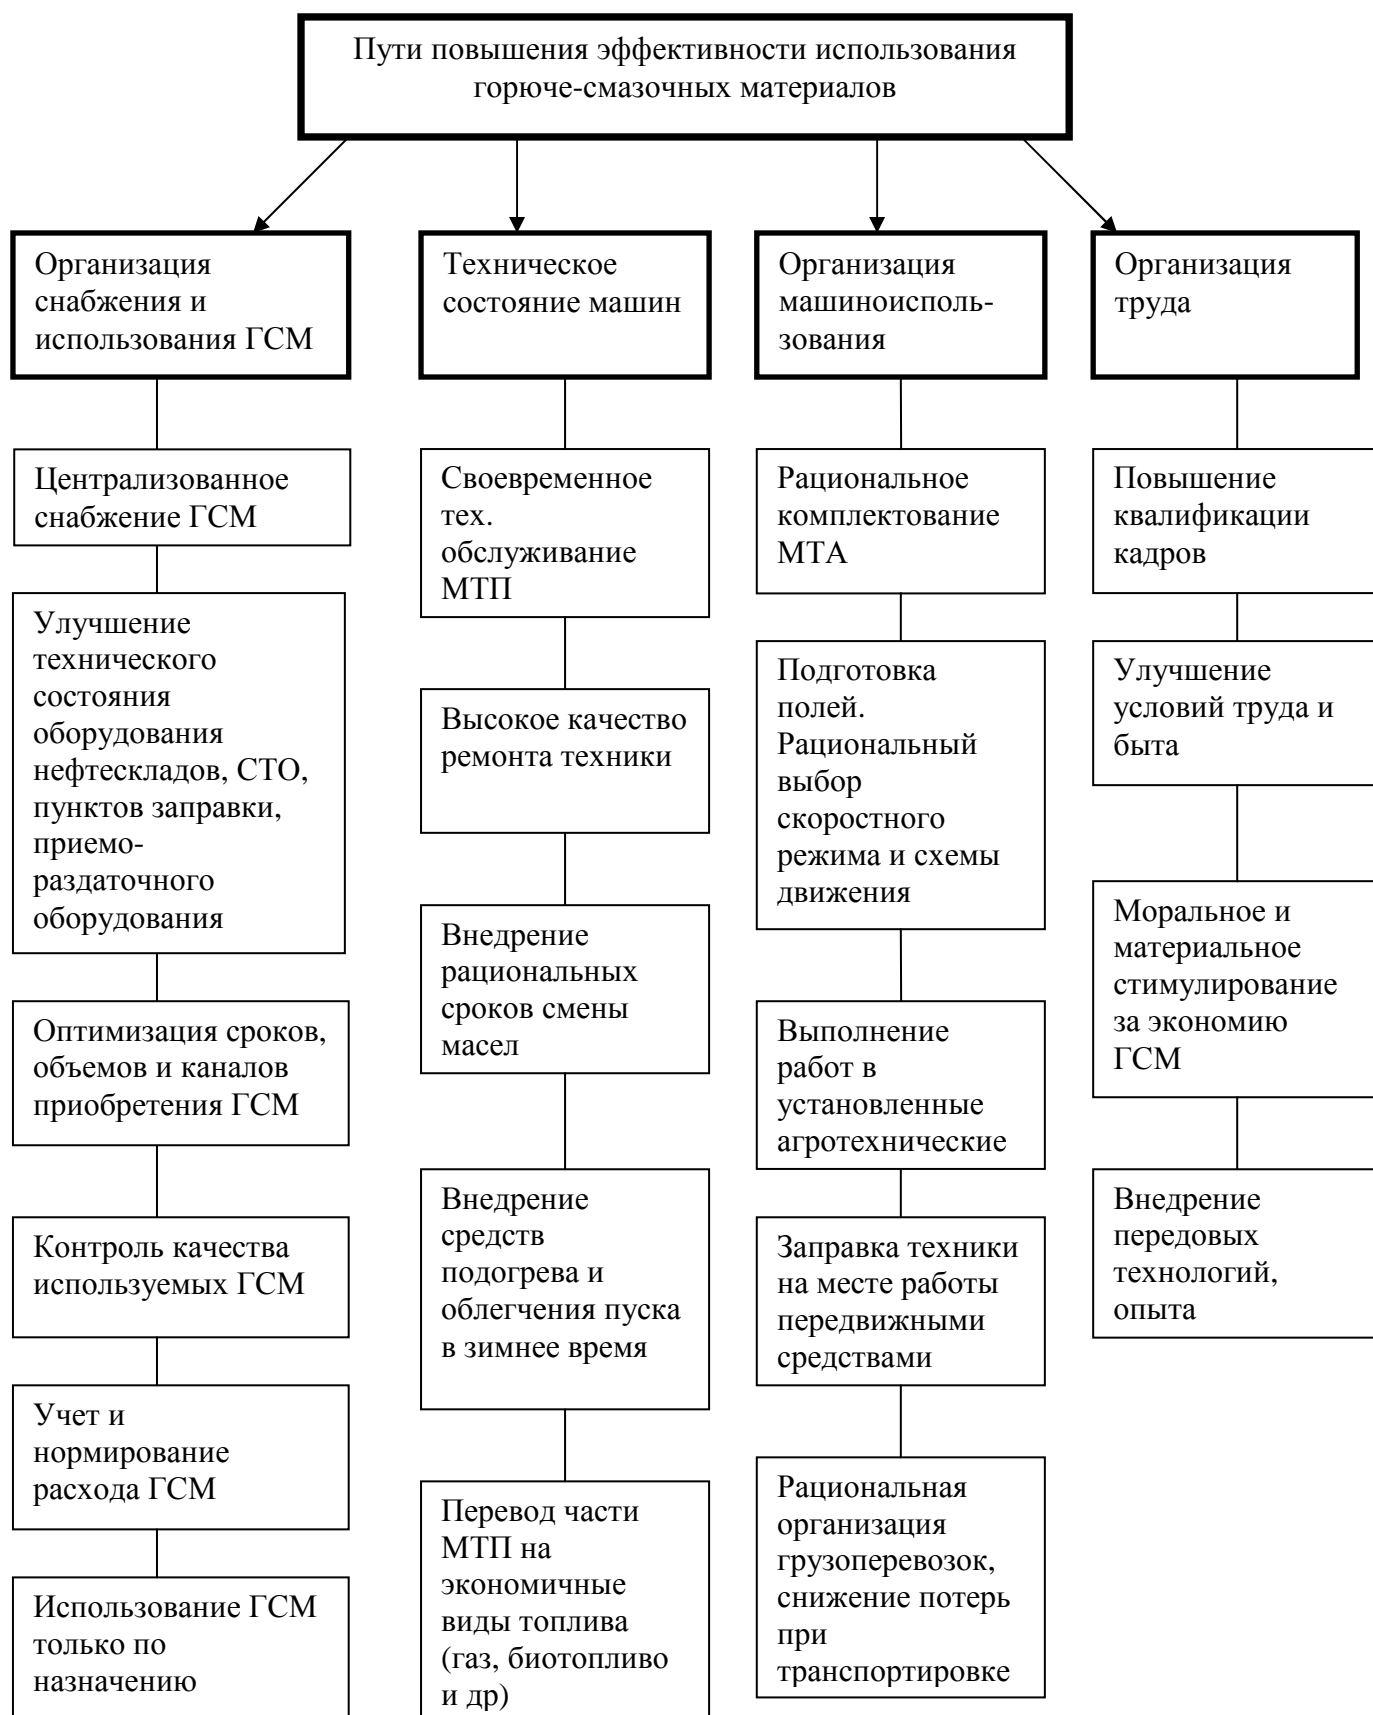 Пути повышения эффективности использования
горюче-смазочных материалов
Организация
снабжения и
использования ГСМ
Централизованное
снабжение ГСМ
Улучшение
технического
состояния
оборудования
нефтескладов, СТО,
пунктов заправки,
приемо-
раздаточного
оборудования
Оптимизация сроков,
объемов и каналов
приобретения ГСМ
Контроль качества
используемых ГСМ
Учет и
нормирование
расхода ГСМ
Использование ГСМ
только по
назначению
Техническое
состояние машин
Своевременное
тех.
обслуживание
МТП
Высокое качество
ремонта техники
Внедрение
рациональных
сроков смены
масел
Внедрение
средств
подогрева и
облегчения пуска
в зимнее время
Перевод части
МТП на
экономичные
виды топлива
(газ, биотопливо
и др)
Организация
машиноисполь-
зования
Рациональное
комплектование
МТА
Подготовка
полей.
Рациональный
выбор
скоростного
режима и схемы
движения
Выполнение
работ в
установленные
агротехнические
Заправка техники
на месте работы
передвижными
средствами
Рациональная
организация
грузоперевозок,
снижение потерь
при
транспортировке
Организация
труда
Повышение
квалификации
кадров
Улучшение
условий труда и
быта
Моральное и
материальное
стимулирование
за экономию
ГСМ
Внедрение
передовых
технологий,
опыта